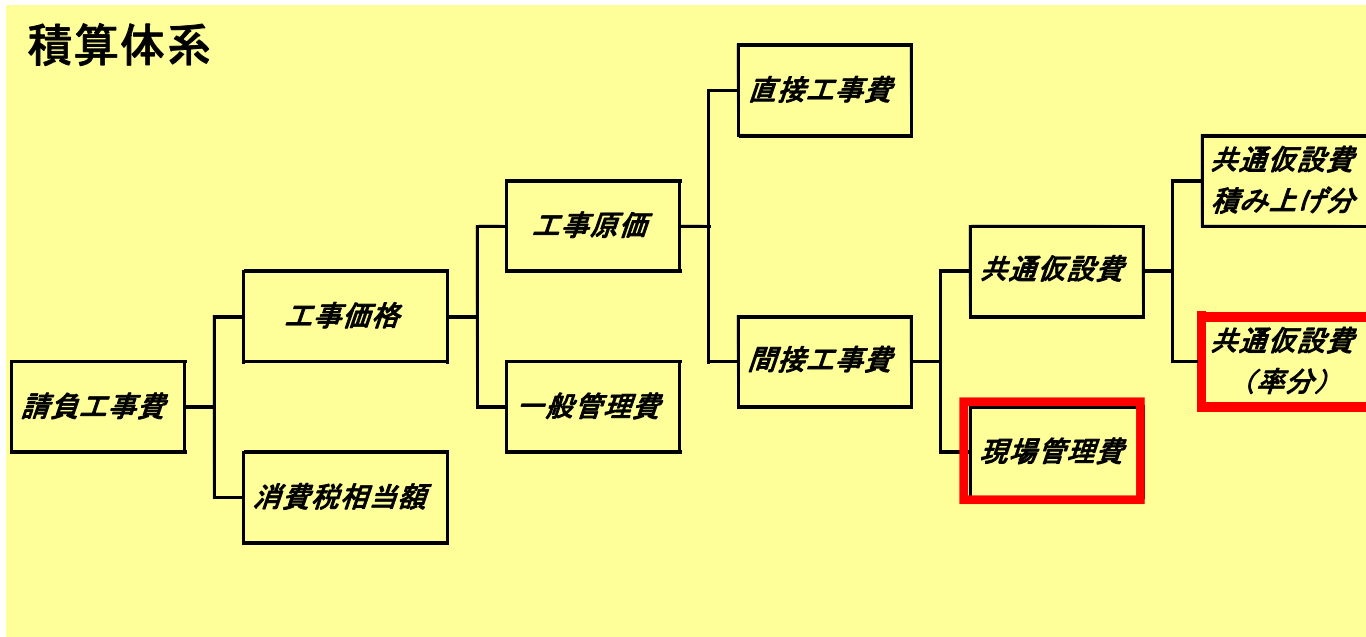 積算体系
直接工事費
共通仮設費
積み上げ分
工事原価
共通仮設費
工事価格
共通仮設費
（率分）
間接工事費
請負工事費
一般管理費
現場管理費
消費税相当額